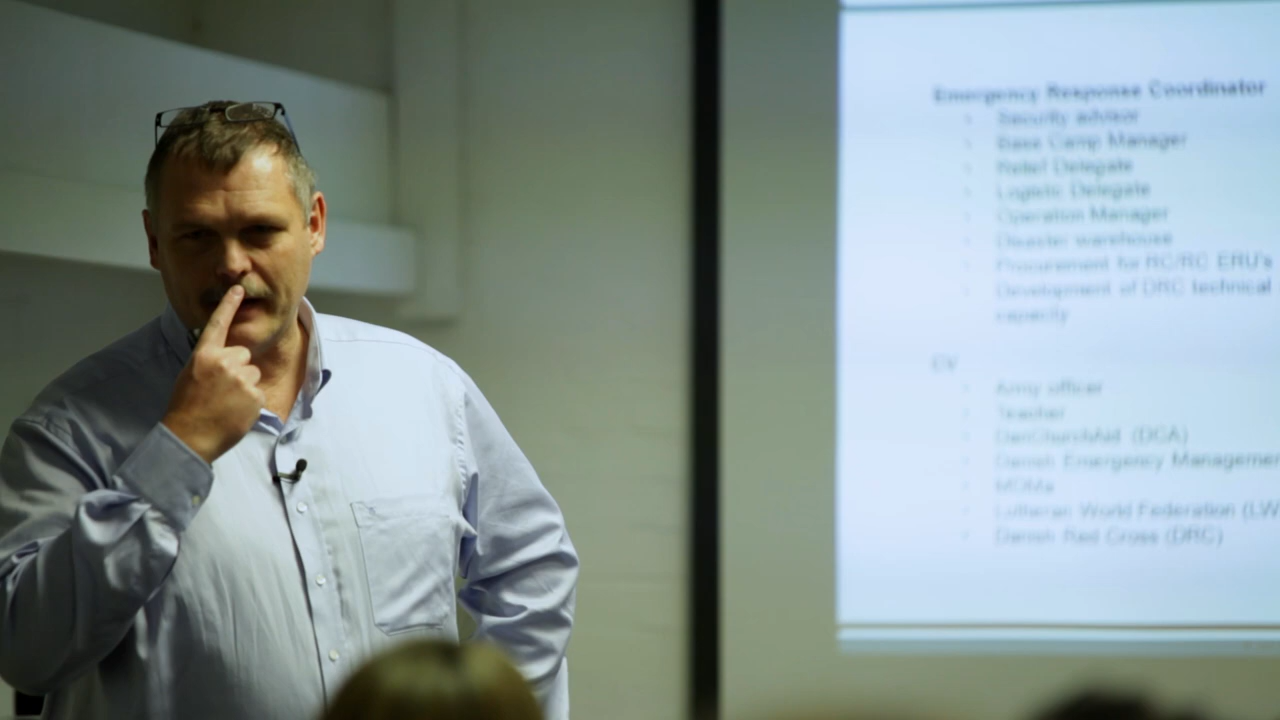 Emergency Response Coordinator
Security advisor
Base Camp Manager
Relief Delegate
Logistic Delegate
Operation Manager
Disaster warehouse
Procurement for RC/RC ERU's
Development of DRC technical
capacity
CV
Army officer
Teacher
DanChurchAid (DCA)
Danish Emergency Managemen
Lutheran World Federation (LW
Danish Red Cross (DRC)